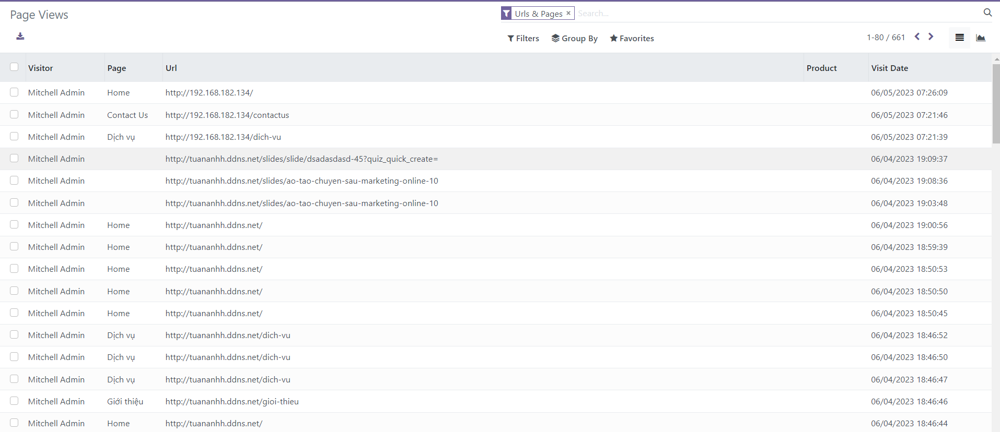 Page Views
Urls & Pages × Search...
Filters Group By Favorites 1-80 / 661
Visitor Page Url Product Visit Date
Mitchell Admin Home http://192.168.182.134/ 06/05/2023 07:26:09
Mitchell Admin Contact Us http://192.168.182.134/contactus 06/05/2023 07:21:46
Mitchell Admin Dịch vụ http://192.168.182.134/dich-vu 06/05/2023 07:21:39
Mitchell Admin http://tuananhh.ddns.net/slides/slide/dsadasdasd-45?quiz_quick_create= 06/04/2023 19:09:37
Mitchell Admin http://tuananhh.ddns.net/slides/ao-tao-chuyen-sau-marketing-online-10 06/04/2023 19:08:36
Mitchell Admin http://tuananhh.ddns.net/slides/ao-tao-chuyen-sau-marketing-online-10 06/04/2023 19:03:48
Mitchell Admin Home http://tuananhh.ddns.net/ 06/04/2023 19:00:56
Mitchell Admin Home http://tuananhh.ddns.net/ 06/04/2023 18:59:39
Mitchell Admin Home http://tuananhh.ddns.net/ 06/04/2023 18:50:53
Mitchell Admin Home http://tuananhh.ddns.net/ 06/04/2023 18:50:50
Mitchell Admin Home http://tuananhh.ddns.net/ 06/04/2023 18:50:45
Mitchell Admin Dịch vụ http://tuananhh.ddns.net/dich-vu 06/04/2023 18:46:52
Mitchell Admin Dịch vụ http://tuananhh.ddns.net/dich-vu 06/04/2023 18:46:50
Mitchell Admin Dịch vụ http://tuananhh.ddns.net/dich-vu 06/04/2023 18:46:47
Mitchell Admin Giới thiệu http://tuananhh.ddns.net/gioi-thieu 06/04/2023 18:46:46
Mitchell Admin Home http://tuananhh.ddns.net/ 06/04/2023 18:46:44